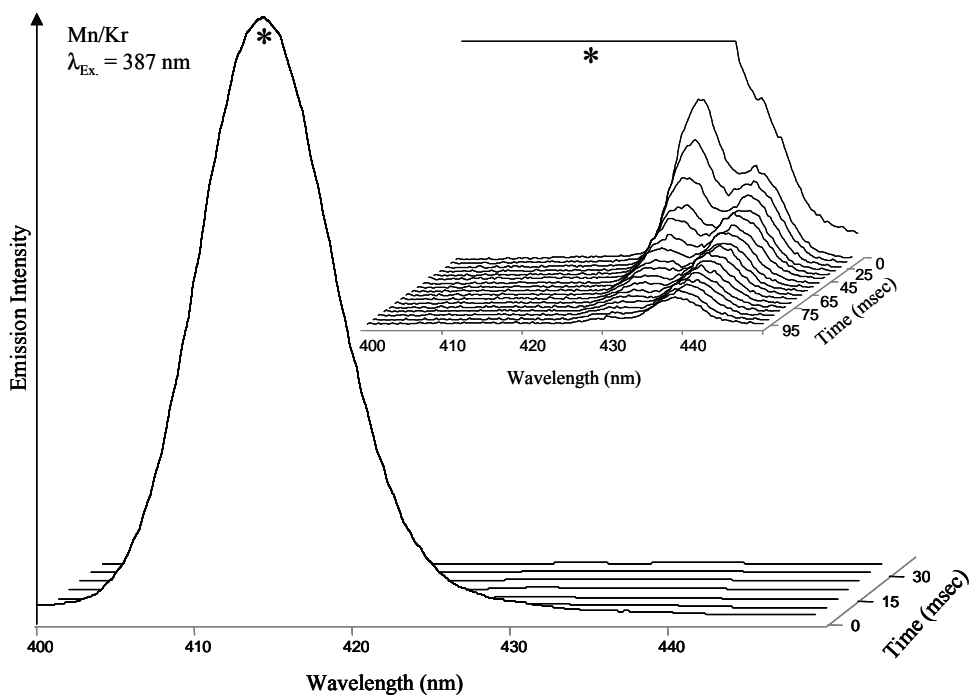 Mn/Kr
λEx. = 387 nm
*
*
Emission Intensity
0
25
45
65
75
95
Time (msec)
400 410 420 430 440
Wavelength (nm)
30
15
0
Time (msec)
400 410 420 430 440
Wavelength (nm)